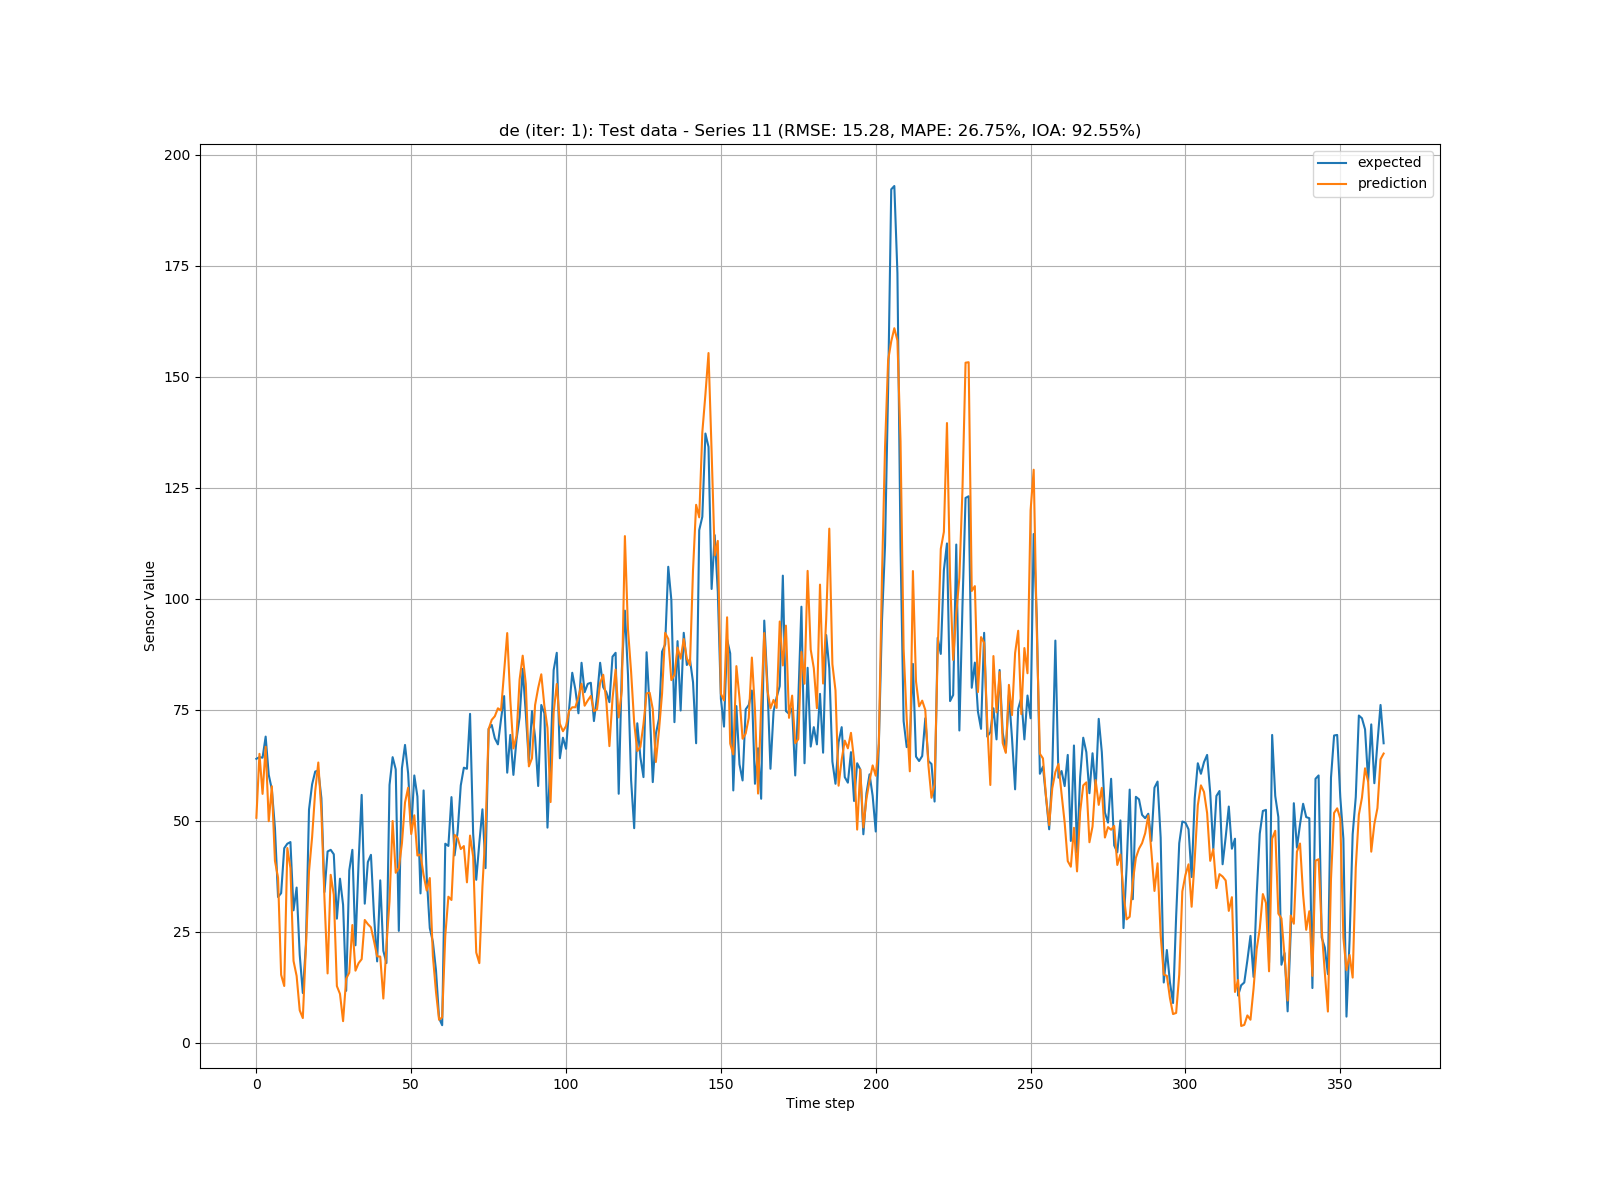 de (iter: 1): Test data - Series 11 (RMSE: 15.28, MAPE: 26.75%, IOA: 92.55%)
expected
prediction
200
175
150
125
100
75
50
25
0
Sensor Value
0 50 100 150 200 250 300 350
Time step